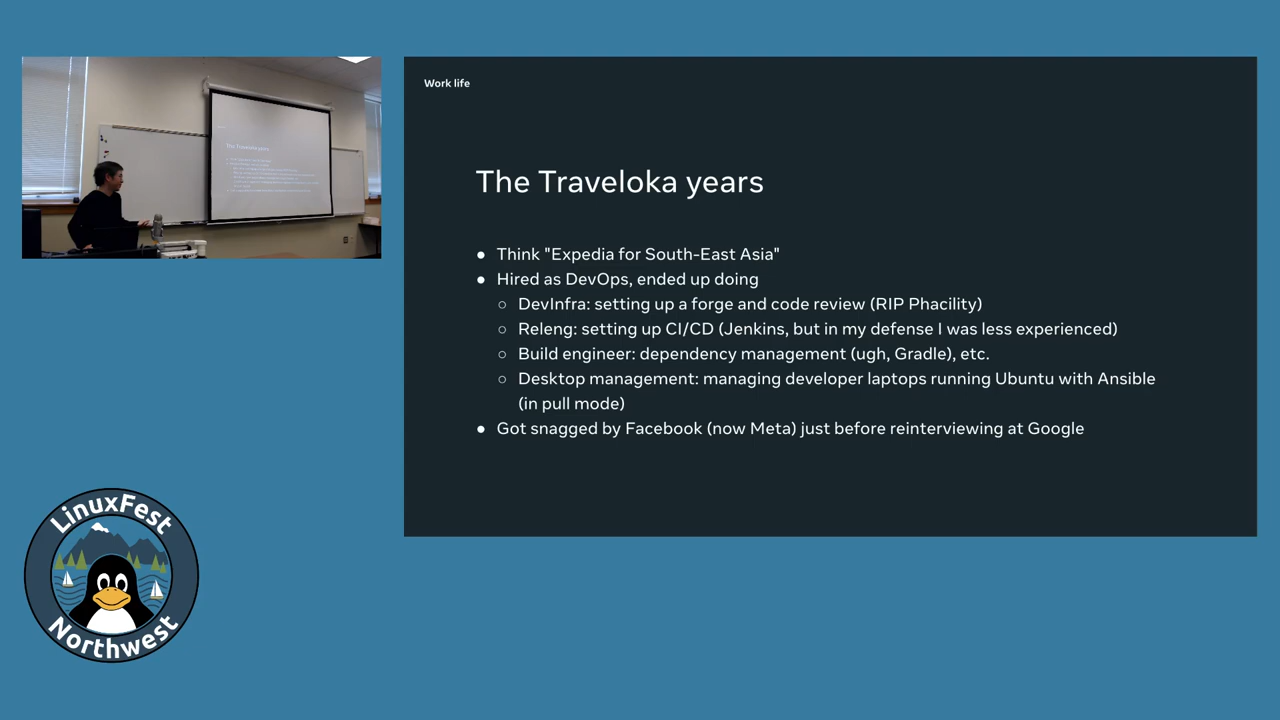 Work life
The Traveloka years
The Traveloka years
● Think "Expedia for South-East Asia"
● Hired as DevOps, ended up doing
○ DevInfra: setting up a forge and code review (RIP Phacility)
○ Releng: setting up CI/CD (Jenkins, but in my defense I was less experienced)
○ Build engineer: dependency management (ugh, Gradle), etc.
○ Desktop management: managing developer laptops running Ubuntu with Ansible
(in pull mode)
● Got snagged by Facebook (now Meta) just before reinterviewing at Google
LinuxFest
Northwest